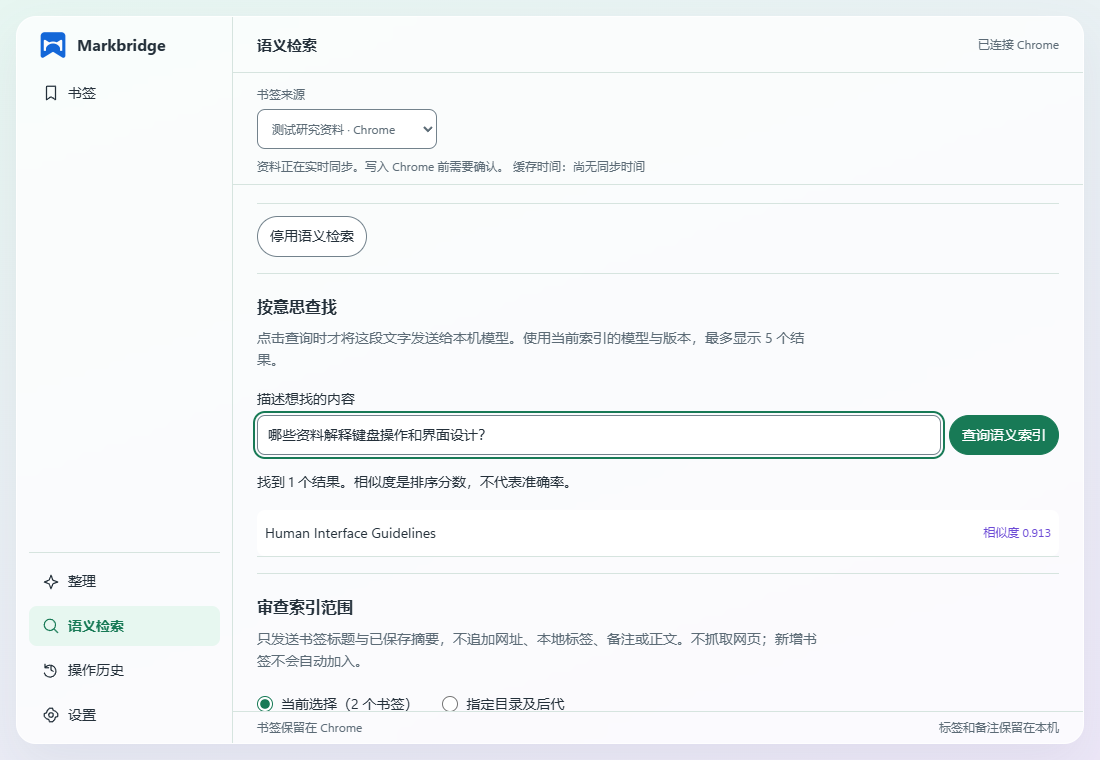 Markbridge
书签
整理
语义检索
操作历史
设置
语义检索
已连接 Chrome
书签来源
测试研究资料 · Chrome
资料正在实时同步。写入 Chrome 前需要确认。 缓存时间：尚无同步时间
停用语义检索
按意思查找
点击查询时才将这段文字发送给本机模型。使用当前索引的模型与版本，最多显示 5 个结
果。
描述想找的内容
哪些资料解释键盘操作和界面设计？
查询语义索引
找到 1 个结果。相似度是排序分数，不代表准确率。
Human Interface Guidelines
相似度 0.913
审查索引范围
只发送书签标题与已保存摘要，不追加网址、本地标签、备注或正文。不抓取网页；新增书
签不会自动加入。
当前选择（2 个书签）
指定目录及后代
书签保留在 Chrome
标签和备注保留在本机